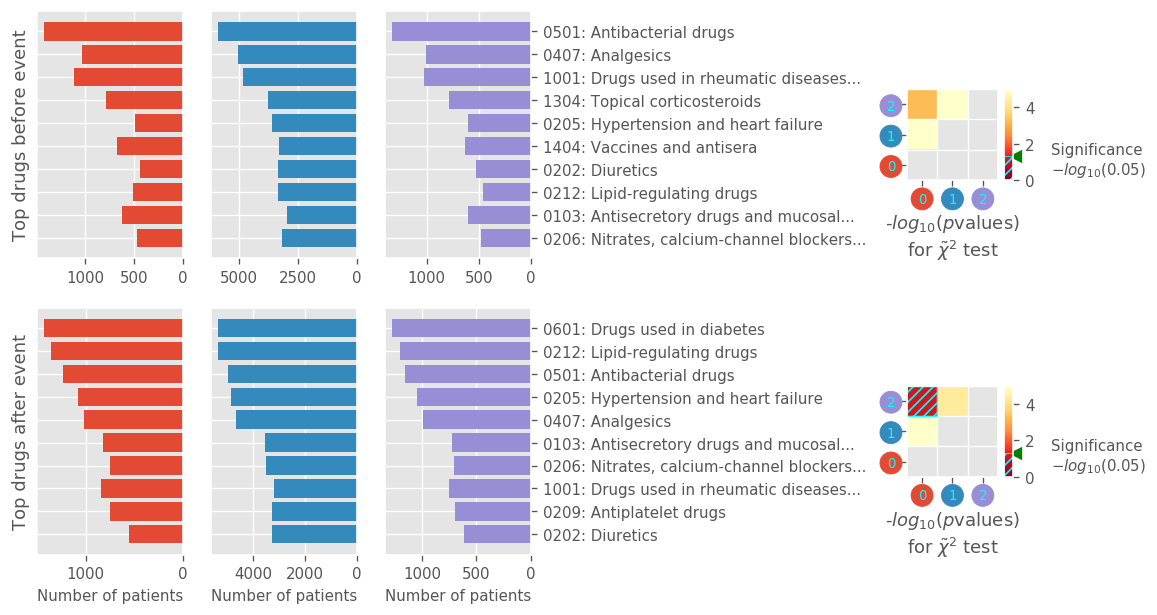 Top drugs before event
0501: Antibacterial drugs
0407: Analgesics
1001: Drugs used in rheumatic diseases...
1304: Topical corticosteroids
0205: Hypertension and heart failure
1404: Vaccines and antisera
0202: Diuretics
0212: Lipid-regulating drugs
0103: Antisecretory drugs and mucosal...
0206: Nitrates, calcium-channel blockers...
1000 500 0
5000 2500 0
1000 500 0
2
1
0
0 1 2
4
2
0
Significance
−log₁₀(0.05)
-log₁₀(pvalues)
for χ̃² test
Top drugs after event
0601: Drugs used in diabetes
0212: Lipid-regulating drugs
0501: Antibacterial drugs
0205: Hypertension and heart failure
0407: Analgesics
0103: Antisecretory drugs and mucosal...
0206: Nitrates, calcium-channel blockers...
1001: Drugs used in rheumatic diseases...
0209: Antiplatelet drugs
0202: Diuretics
1000 0
4000 2000 0
1000 500 0
Number of patients
Number of patients
Number of patients
2
1
0
0 1 2
4
2
0
Significance
−log₁₀(0.05)
-log₁₀(pvalues)
for χ̃² test